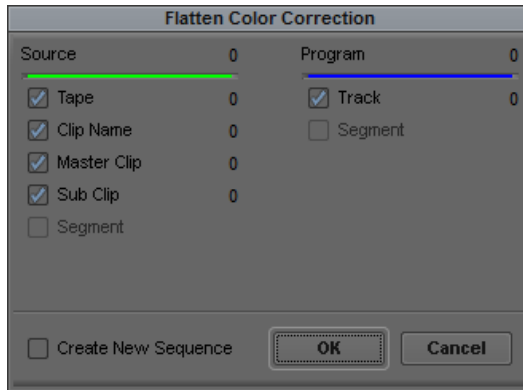 Flatten Color Correction
Source 0
Tape 0
Clip Name 0
Master Clip 0
Sub Clip 0
Segment
Program 0
Track 0
Segment
Create New Sequence
OK
Cancel